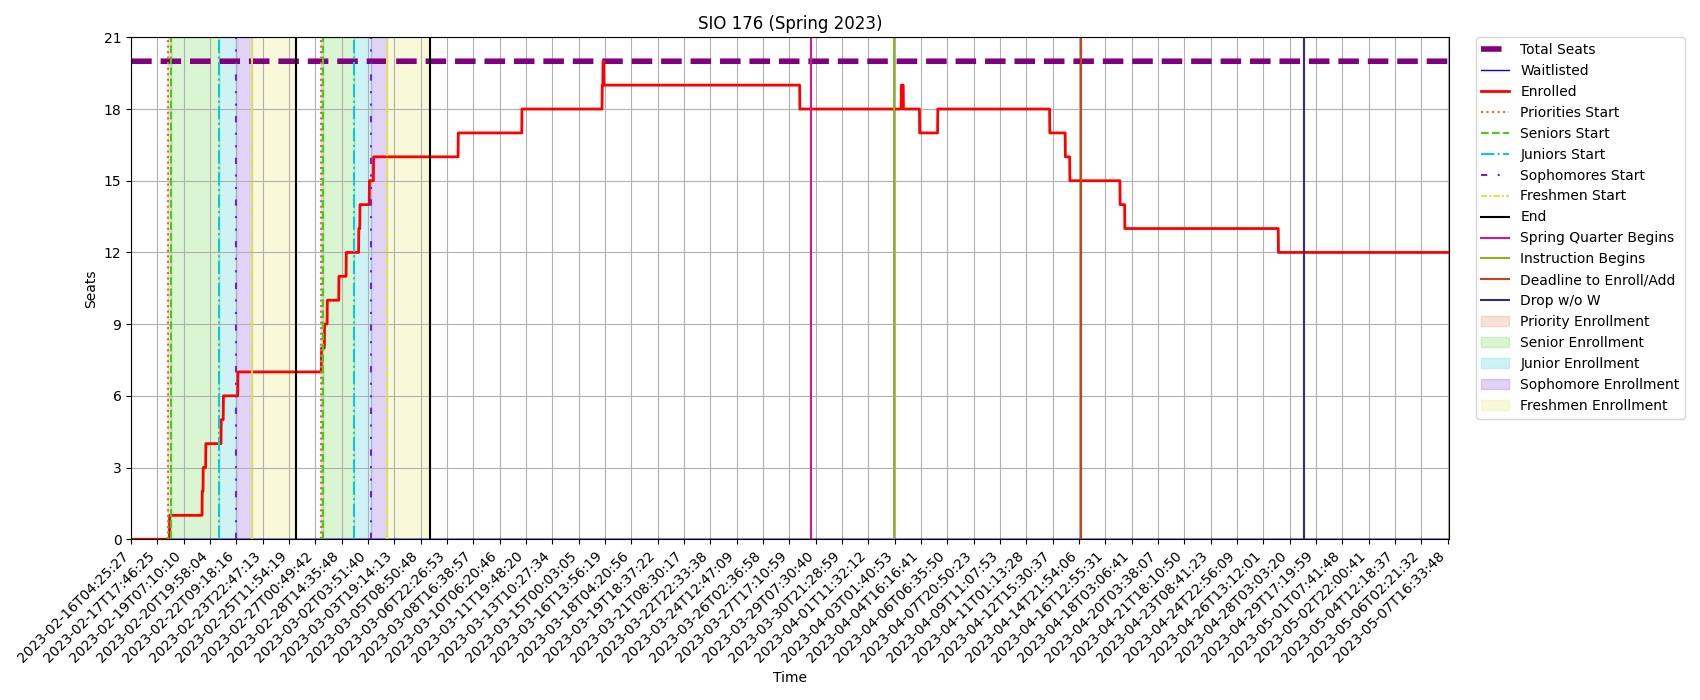 SIO 176 (Spring 2023)
21
18
15
12
9
6
3
0
Seats
2023-02-16T04:25:27
2023-02-17T17:46:25
2023-02-19T07:10:10
2023-02-20T19:58:04
2023-02-22T09:18:16
2023-02-23T22:47:13
2023-02-25T11:54:19
2023-02-27T00:49:42
2023-02-28T14:35:48
2023-03-02T03:51:40
2023-03-03T19:14:13
2023-03-05T08:50:48
2023-03-06T22:26:53
2023-03-08T16:38:57
2023-03-10T06:20:46
2023-03-11T19:48:20
2023-03-13T10:27:34
2023-03-15T00:03:05
2023-03-16T13:56:19
2023-03-18T04:20:56
2023-03-19T18:37:22
2023-03-21T08:30:17
2023-03-22T22:33:38
2023-03-24T12:47:09
2023-03-26T02:36:58
2023-03-27T17:10:59
2023-03-29T07:30:40
2023-03-30T21:28:59
2023-04-01T11:32:12
2023-04-03T01:40:53
2023-04-04T16:16:41
2023-04-06T06:35:50
2023-04-07T20:50:23
2023-04-09T11:07:53
2023-04-11T01:13:28
2023-04-12T15:30:37
2023-04-14T21:54:06
2023-04-16T12:55:31
2023-04-18T03:06:41
2023-04-20T03:38:07
2023-04-21T18:10:50
2023-04-23T08:41:23
2023-04-24T22:56:09
2023-04-26T13:12:01
2023-04-28T03:03:20
2023-04-29T17:19:59
2023-05-01T07:41:48
2023-05-02T22:00:41
2023-05-04T12:18:37
2023-05-06T02:21:32
2023-05-07T16:33:48
Time
Total Seats
Waitlisted
Enrolled
Priorities Start
Seniors Start
Juniors Start
Sophomores Start
Freshmen Start
End
Spring Quarter Begins
Instruction Begins
Deadline to Enroll/Add
Drop w/o W
Priority Enrollment
Senior Enrollment
Junior Enrollment
Sophomore Enrollment
Freshmen Enrollment